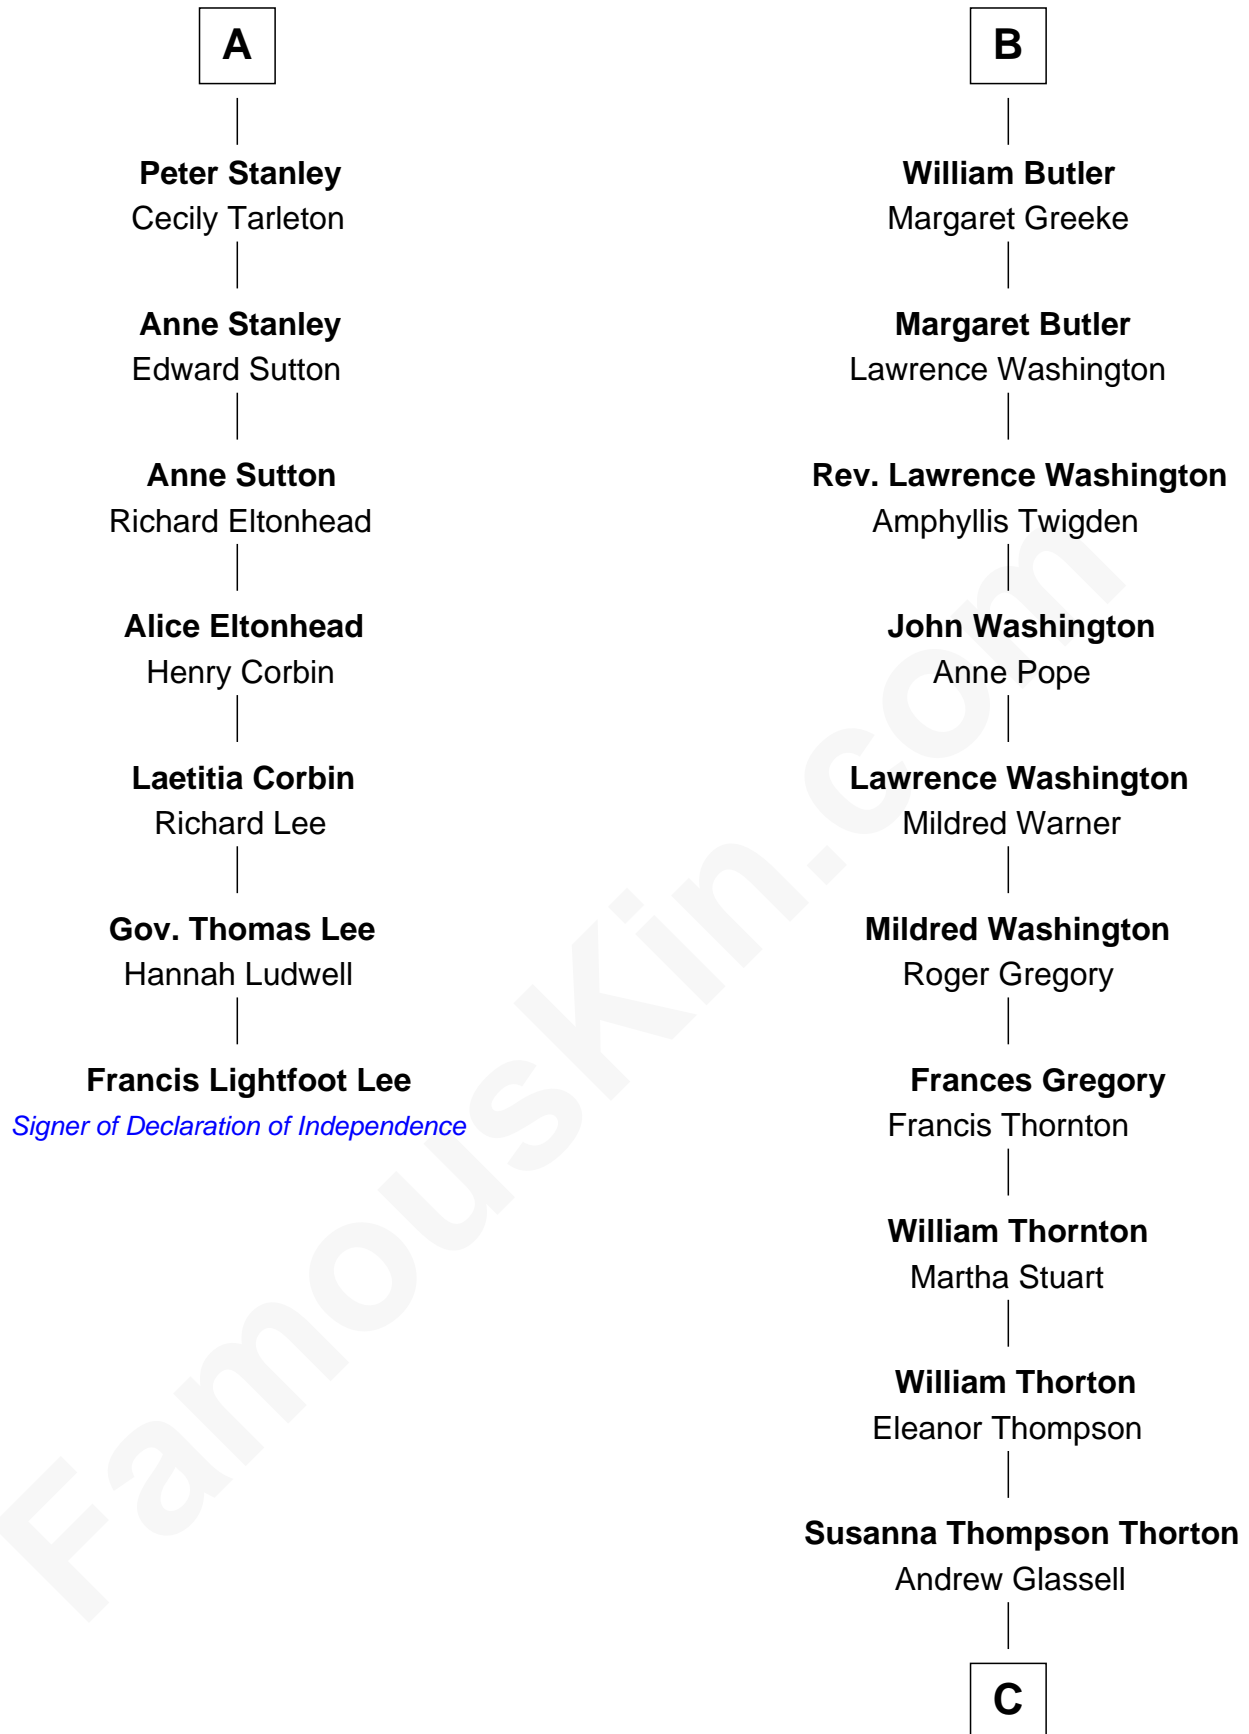 A
Peter Stanley
Cecily Tarleton
Anne Stanley
Edward Sutton
Anne Sutton
Richard Eltonhead
Alice Eltonhead
Henry Corbin
Laetitia Corbin
Richard Lee
Gov. Thomas Lee
Hannah Ludwell
Francis Lightfoot Lee
Signer of Declaration of Independence
B
William Butler
Margaret Greeke
Margaret Butler
Lawrence Washington
Rev. Lawrence Washington
Amphyllis Twigden
John Washington
Anne Pope
Lawrence Washington
Mildred Warner
Mildred Washington
Roger Gregory
Frances Gregory
Francis Thornton
William Thornton
Martha Stuart
William Thorton
Eleanor Thompson
Susanna Thompson Thorton
Andrew Glassell
C
FamousKin.com